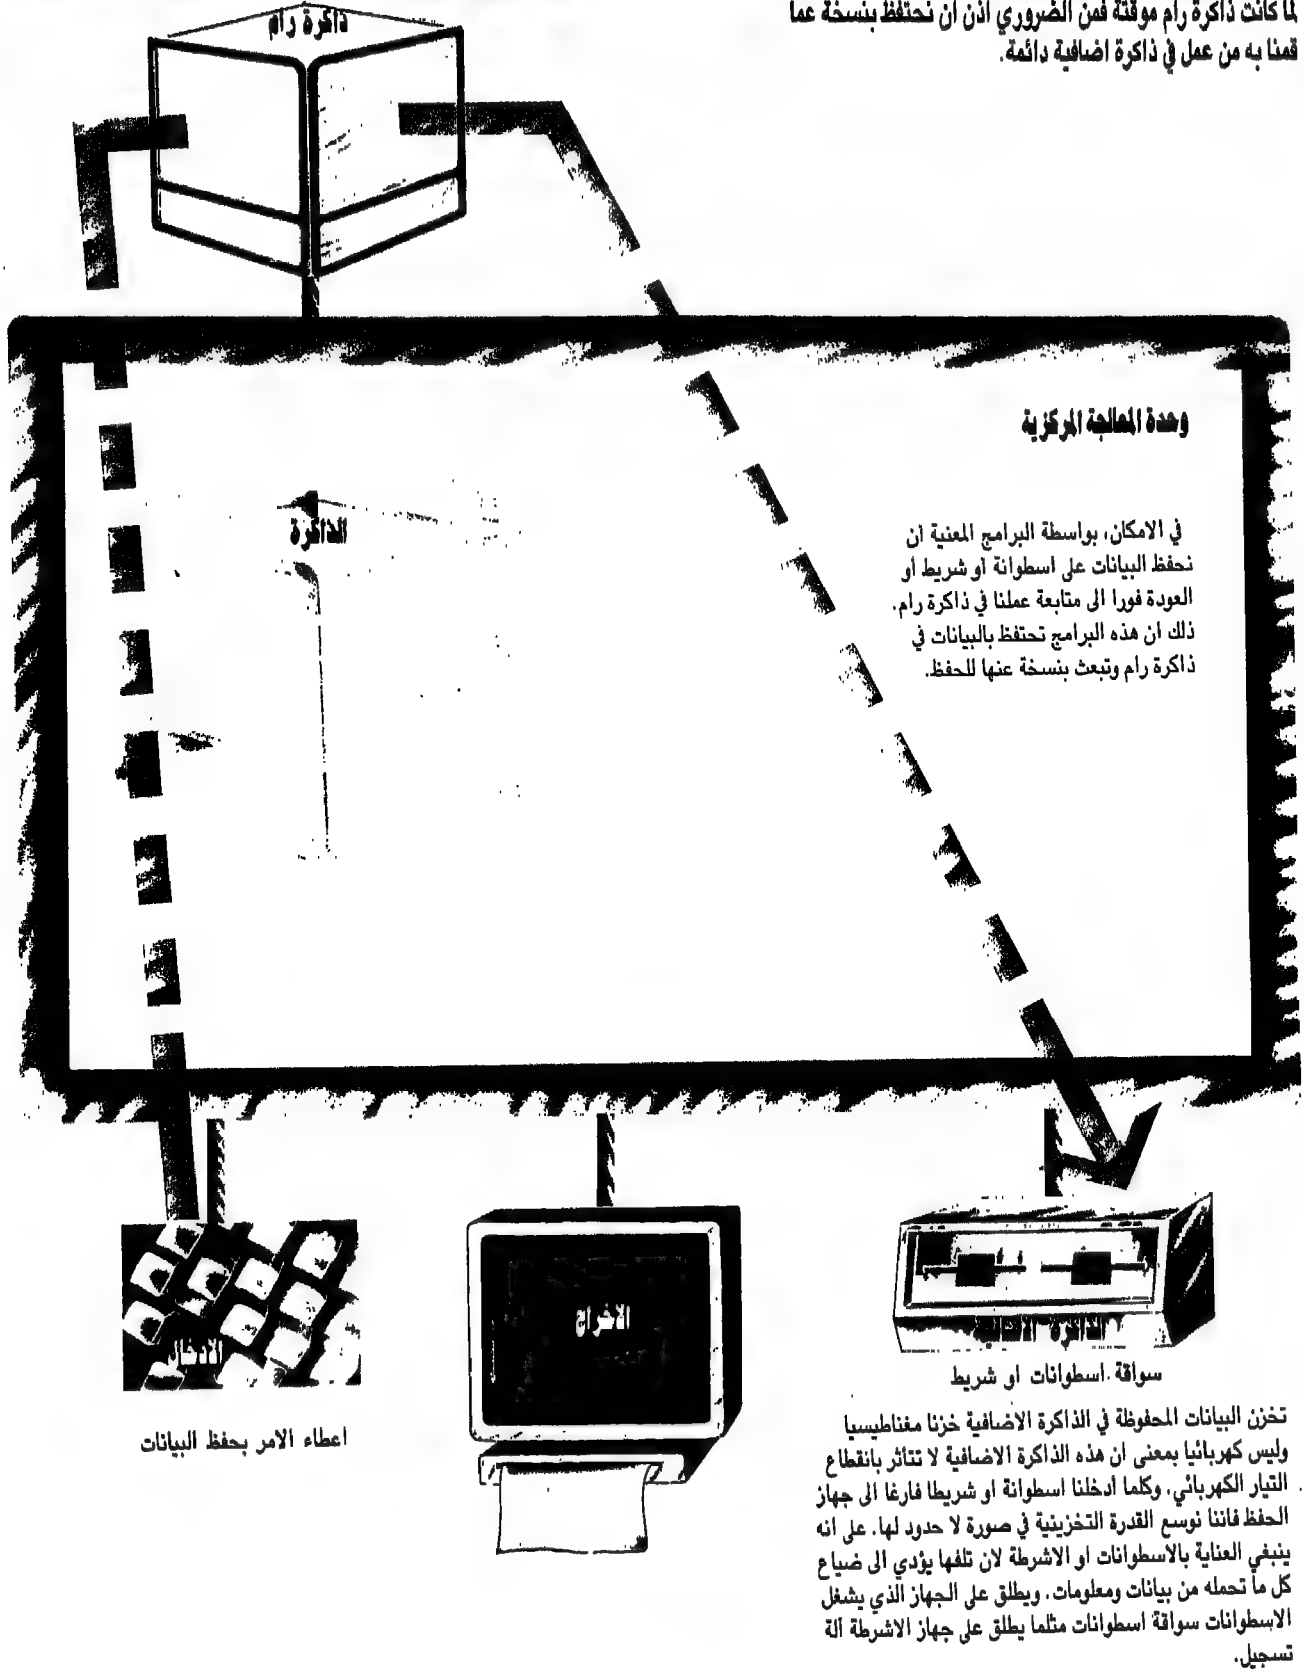 لما كانت ذاكرة رام موقتة فمن الضروري اذن ان نحتفظ بنسخة عما
قمنا به من عمل في ذاكرة اضافية دائمة.
ذاكرة رام
وحدة المعالجة المركزية
في الامكان، بواسطة البرامج المعنية ان
نحفظ البيانات على اسطوانة أو شريط أو
العودة فورا الى متابعة عملنا في ذاكرة رام.
ذلك ان هذه البرامج تحتفظ بالبيانات في
ذاكرة رام وتبعث بنسخة عنها للحفظ.
الذاكرة
الادخال
اعطاء الامر بحفظ البيانات
الاخراج
الذاكرة
سواقة اسطوانات او شريط
تخزن البيانات المحفوظة في الذاكرة الاضافية خزنا مغناطيسيا
وليس كهربائيا بمعنى ان هذه الذاكرة الاضافية لا تتأثر بانقطاع
التيار الكهربائي. وكلما أدخلنا اسطوانة او شريطا فارغا الى جهاز
الحفظ فاننا نوسع القدرة التخزينية في صورة لا حدود لها. على انه
ينبغي العناية بالاسطوانات او الاشرطة لان تلفها يؤدي الى ضياع
كل ما تحمله من بيانات ومعلومات. ويطلق على الجهاز الذي يشغل
الاسطوانات سواقة اسطوانات مثلما يطلق على جهاز الاشرطة آلة
تسجيل.